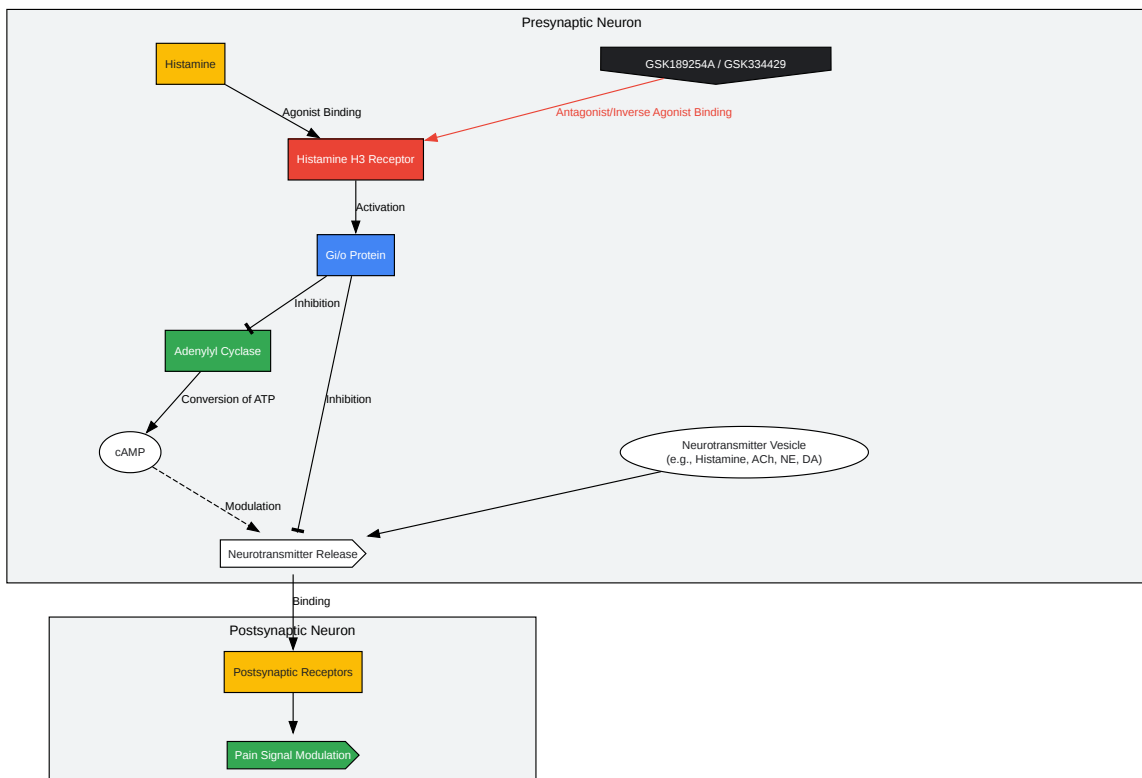 Presynaptic Neuron
Histamine
GSK189254A / GSK334429
Agonist Binding
Antagonist/Inverse Agonist Binding
Histamine H3 Receptor
Activation
Gi/o Protein
Inhibition
Adenylyl Cyclase
Conversion of ATP
Inhibition
cAMP
Neurotransmitter Vesicle
(e.g., Histamine, ACh, NE, DA)
Modulation
Neurotransmitter Release
Binding
Postsynaptic Neuron
Postsynaptic Receptors
Pain Signal Modulation